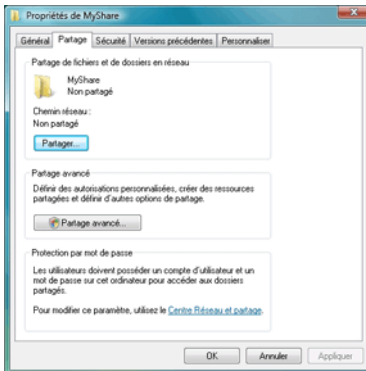 Propriétés de MyShare
Général Partage Sécurité Versions précédentes Personnaliser
Partage de fichiers et de dossiers en réseau
MyShare
Non partagé
Chemin réseau :
Non partagé
Partager...
Partage avancé
Définir des autorisations personnalisées, créer des ressources
partagées et définir d'autres options de partage.
Partage avancé...
Protection par mot de passe
Les utilisateurs doivent posséder un compte d'utilisateur et un
mot de passe sur cet ordinateur pour accéder aux dossiers
partagés.
Pour modifier ce paramètre, utilisez le Centre Réseau et partage.
OK Annuler Appliquer